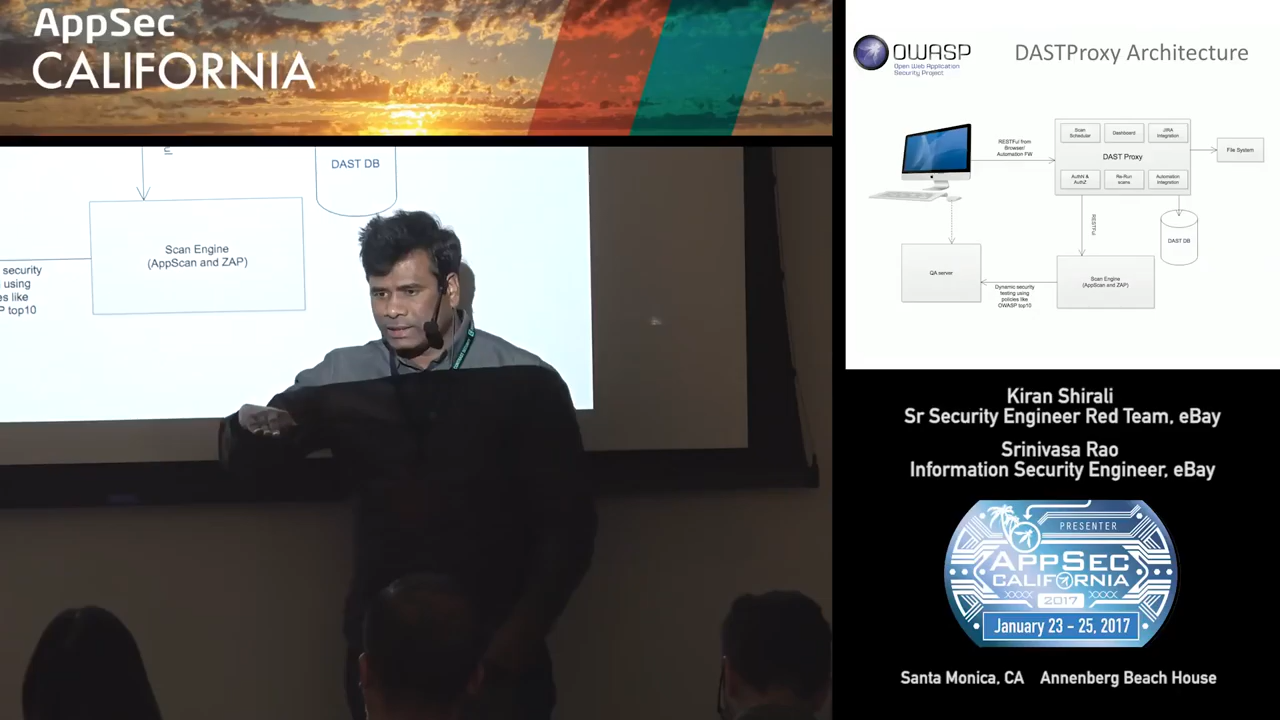 AppSec
CALIFORNIA
DAST DB
Scan Engine
(AppScan and ZAP)
security
using
es like
P top10
OWASP
Open Web Application
Security Project
DASTProxy Architecture
RESTFul from
Browser/
Automation FW
Scan
Scheduler
Dashboard
JIRA
Integration
DAST Proxy
AuthN &
AuthZ
Re-Run
scans
Automation
Integration
File System
RESTFul
DAST DB
QA server
Dynamic security
testing using
policies like
OWASP top10
Scan Engine
(AppScan and ZAP)
Kiran Shirali
Sr Security Engineer Red Team, eBay
Srinivasa Rao
Information Security Engineer, eBay
PRESENTER
APPSEC
CALIFORNIA
2017
January 23 - 25, 2017
Santa Monica, CA Annenberg Beach House